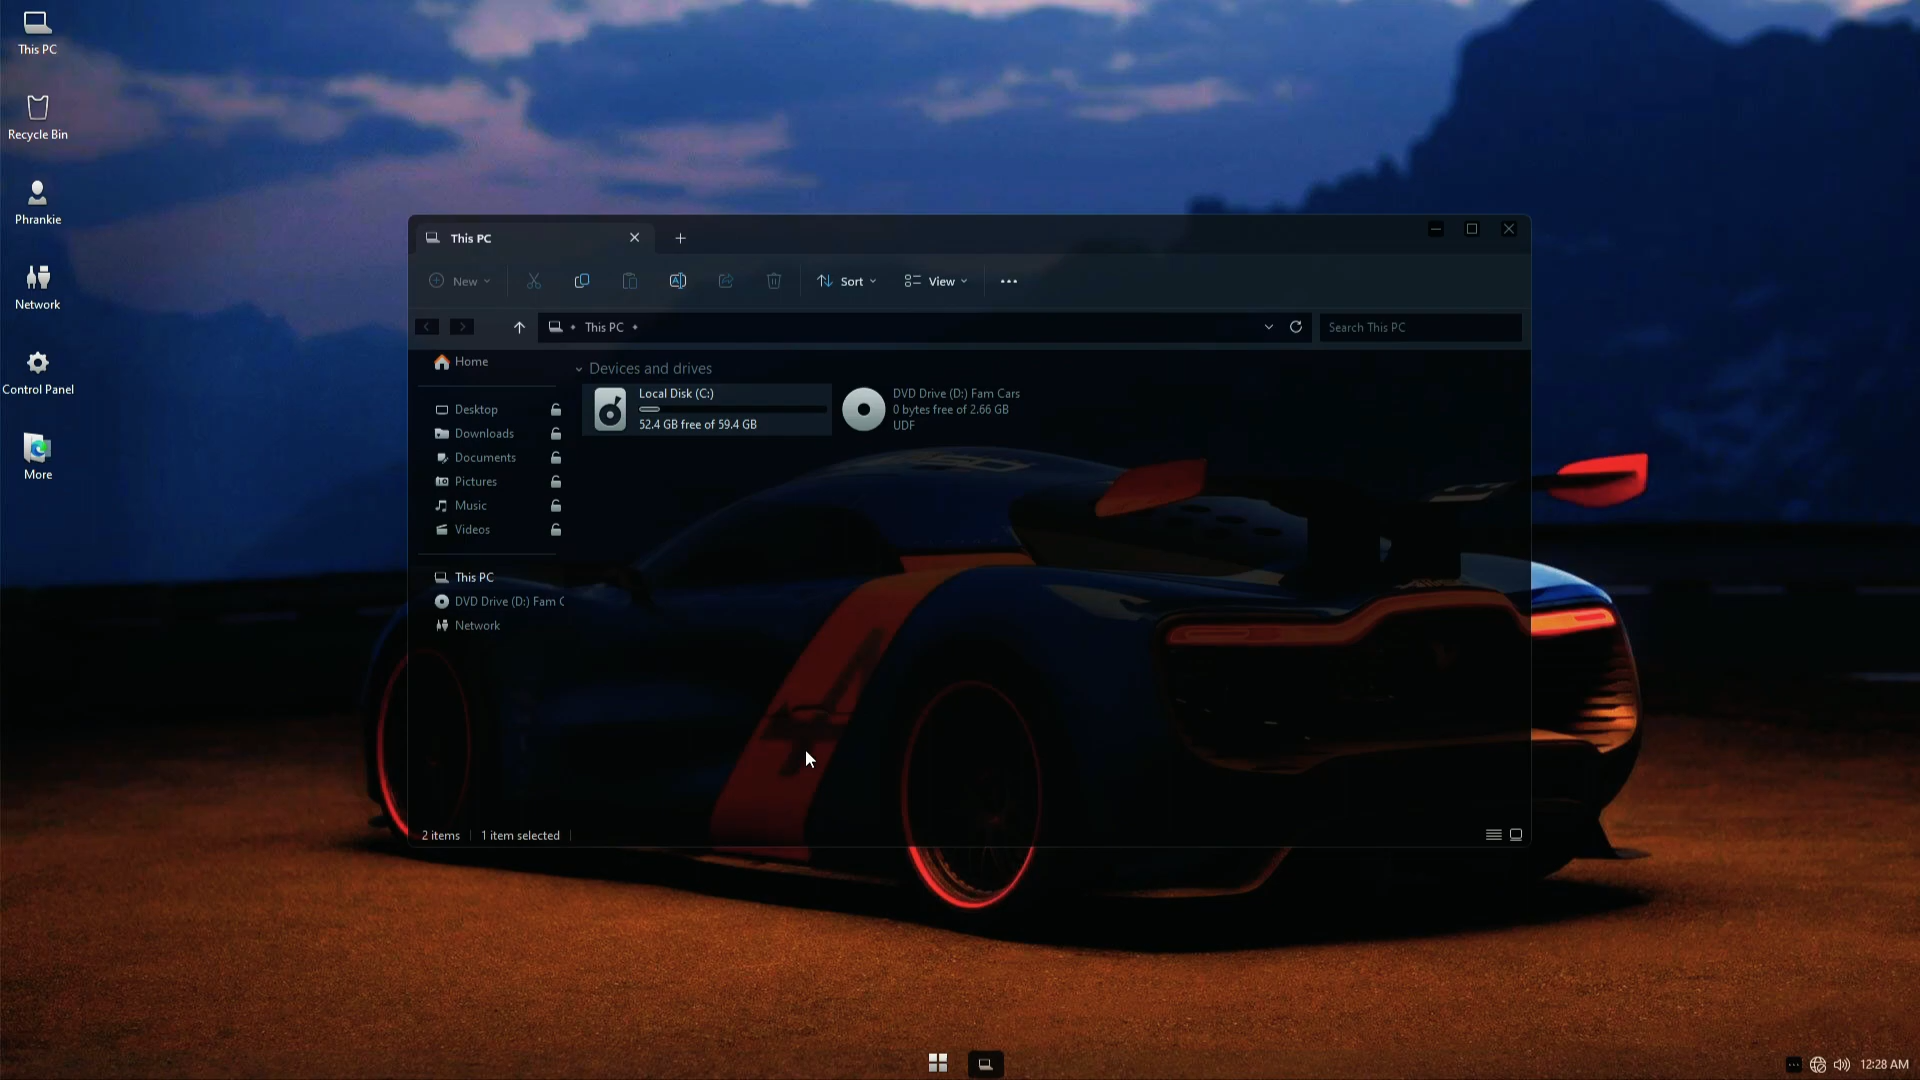 This PC
Recycle Bin
Phrankie
Network
Control Panel
More
This PC
New
Sort
View
This PC
Search This PC
Home
Desktop
Downloads
Documents
Pictures
Music
Videos
This PC
DVD Drive (D:) Fam C
Network
Devices and drives
Local Disk (C:)
52.4 GB free of 59.4 GB
DVD Drive (D:) Fam Cars
0 bytes free of 2.66 GB
UDF
2 items
1 item selected
12:28 AM